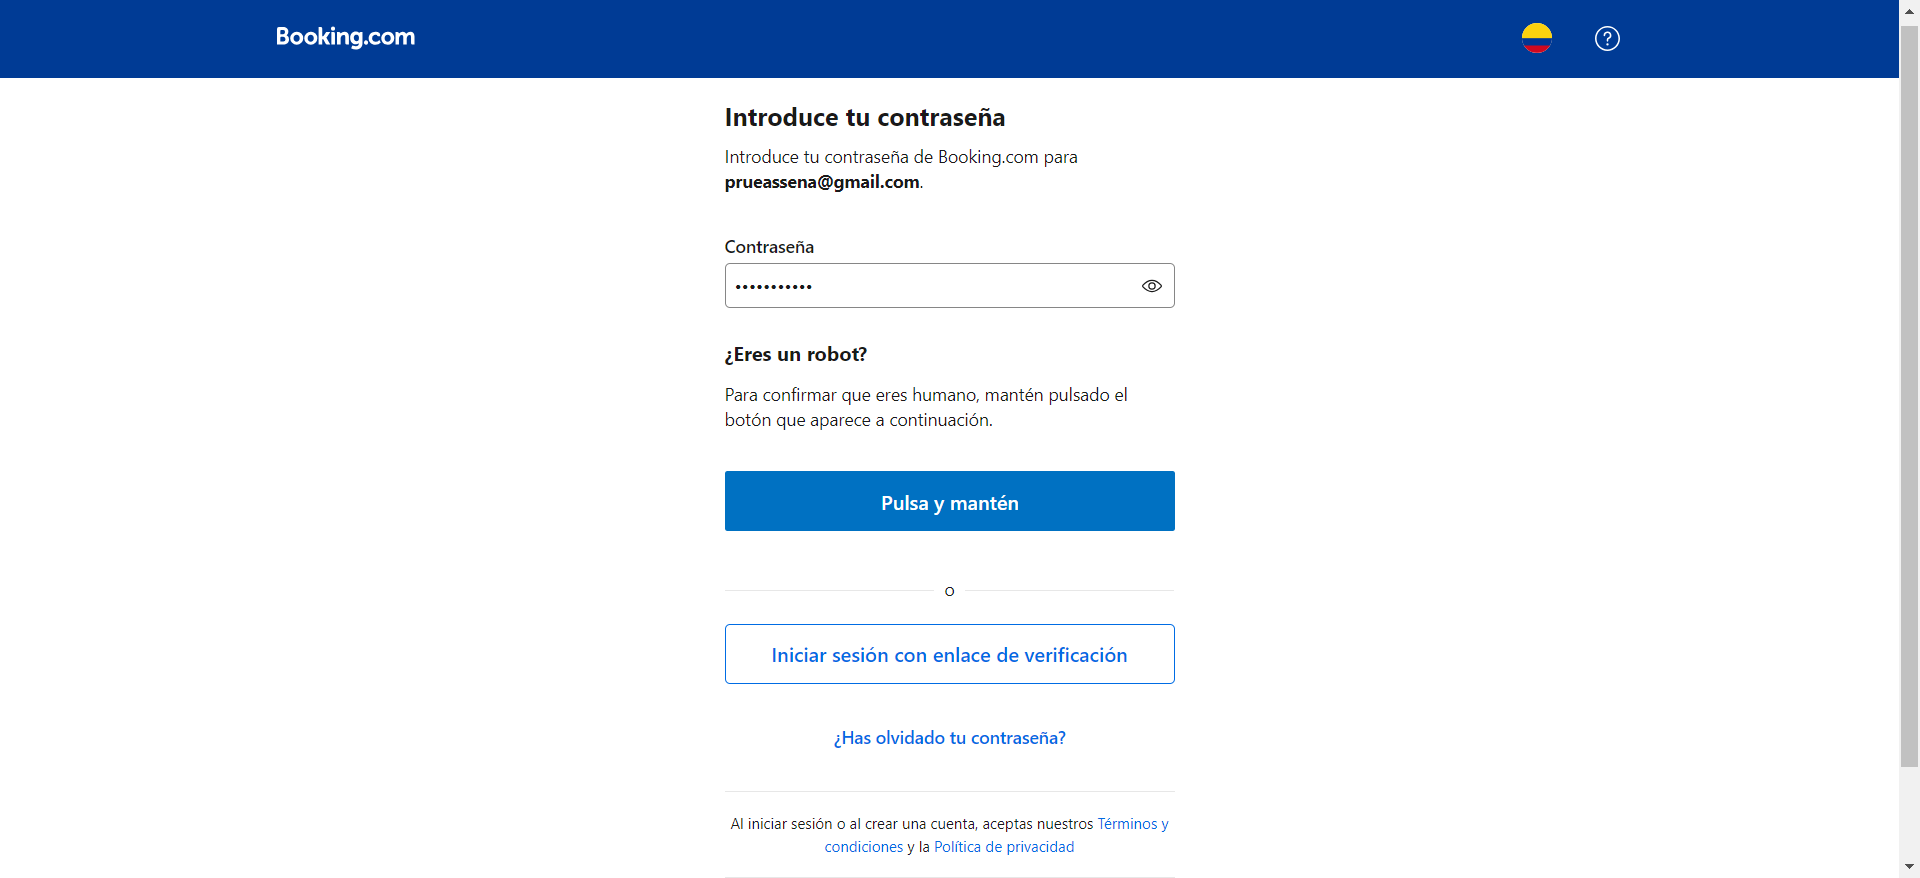 Booking.com
Introduce tu contraseña
Introduce tu contraseña de Booking.com para
prueassena@gmail.com.
Contraseña
•••••••••••
¿Eres un robot?
Para confirmar que eres humano, mantén pulsado el
botón que aparece a continuación.
Pulsa y mantén
o
Iniciar sesión con enlace de verificación
¿Has olvidado tu contraseña?
Al iniciar sesión o al crear una cuenta, aceptas nuestros Términos y
condiciones y la Política de privacidad